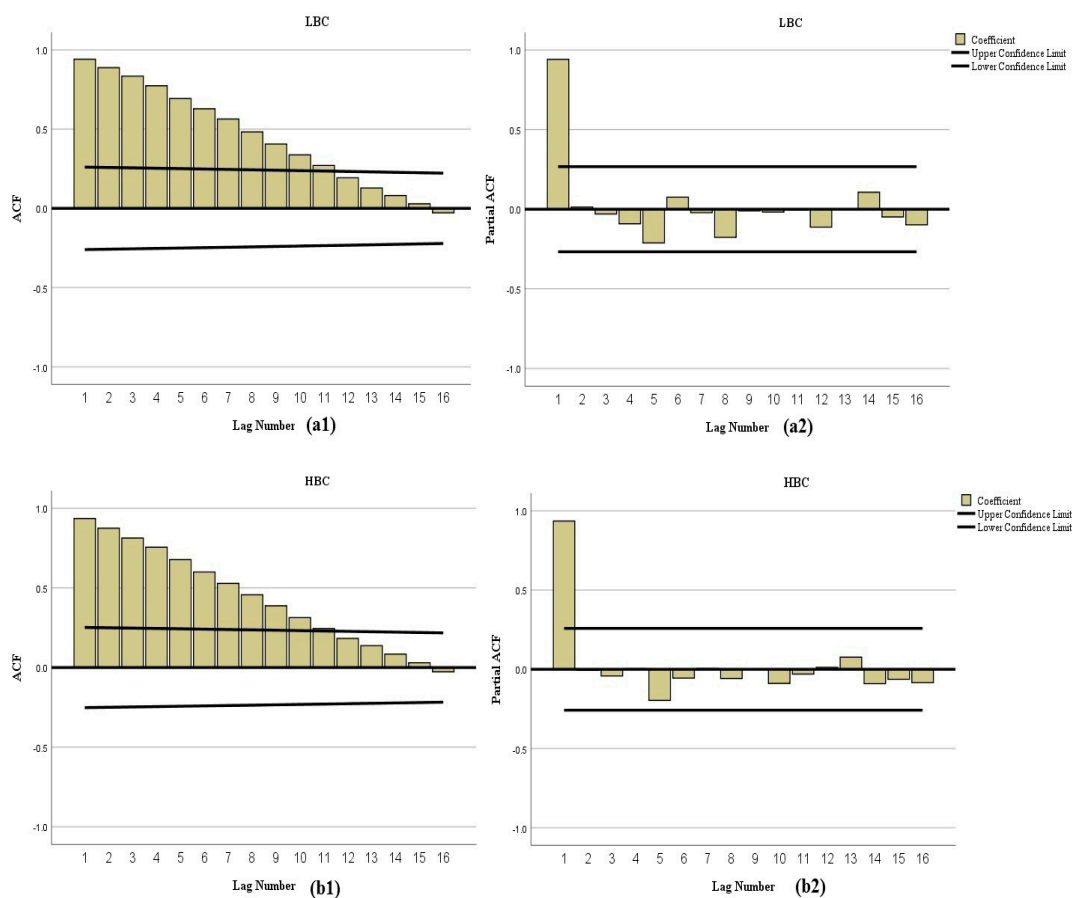 LBC
1.0
0.5
0.0
-0.5
-1.0
ACF
1 2 3 4 5 6 7 8 9 10 11 12 13 14 15 16
Lag Number (a1)
LBC
1.0
0.5
0.0
-0.5
-1.0
Partial ACF
1 2 3 4 5 6 7 8 9 10 11 12 13 14 15 16
Lag Number (a2)
Coefficient
Upper Confidence Limit
Lower Confidence Limit
HBC
1.0
0.5
0.0
-0.5
-1.0
ACF
1 2 3 4 5 6 7 8 9 10 11 12 13 14 15 16
Lag Number (b1)
HBC
1.0
0.5
0.0
-0.5
-1.0
Partial ACF
1 2 3 4 5 6 7 8 9 10 11 12 13 14 15 16
Lag Number (b2)
Coefficient
Upper Confidence Limit
Lower Confidence Limit